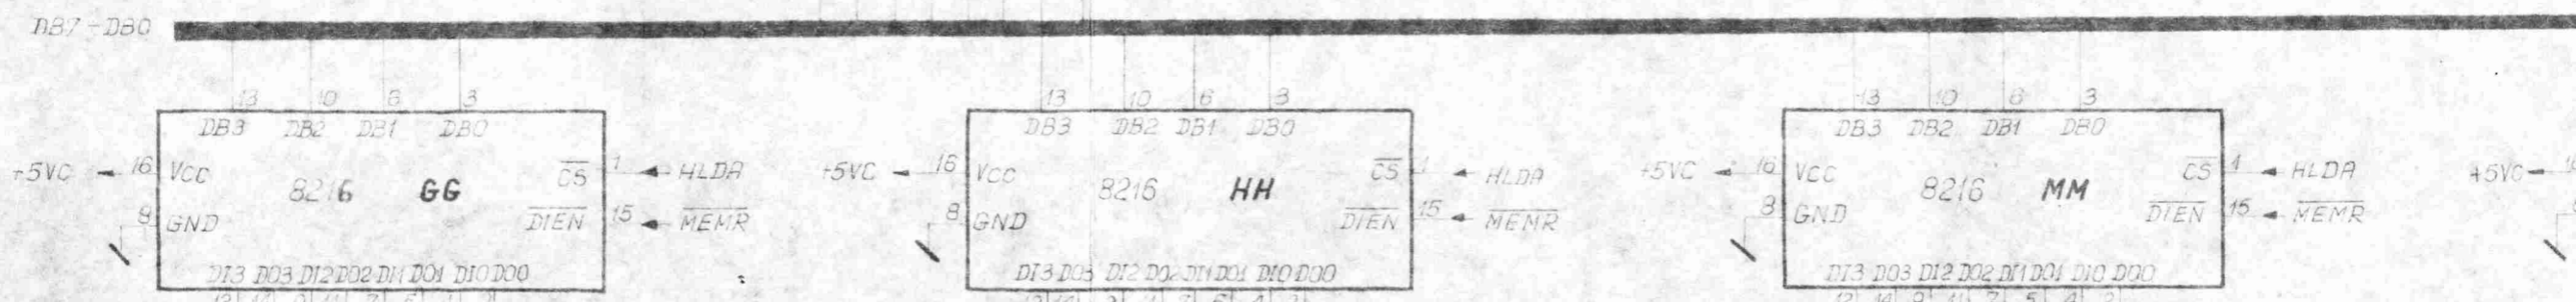 DB7-DB0
13 10 6 3 13 10 6 3 13 10 6 3
DB3 DB2 DB1 DB0 DB3 DB2 DB1 DB0 DB3 DB2 DB1 DB0
+5VC 16 VCC 8216 GG CS 1 HLDA +5VC 16 VCC 8216 HH CS 1 HLDA +5VC 16 VCC 8216 MM CS 1 HLDA +5VC
8 GND DIEN 15 MEMR 8 GND DIEN 15 MEMR 8 GND DIEN 15 MEMR
DI3 DO3 DI2 DO2 DI1 DO1 DI0 DO0 DI3 DO3 DI2 DO2 DI1 DO1 DI0 DO0 DI3 DO3 DI2 DO2 DI1 DO1 DI0 DO0